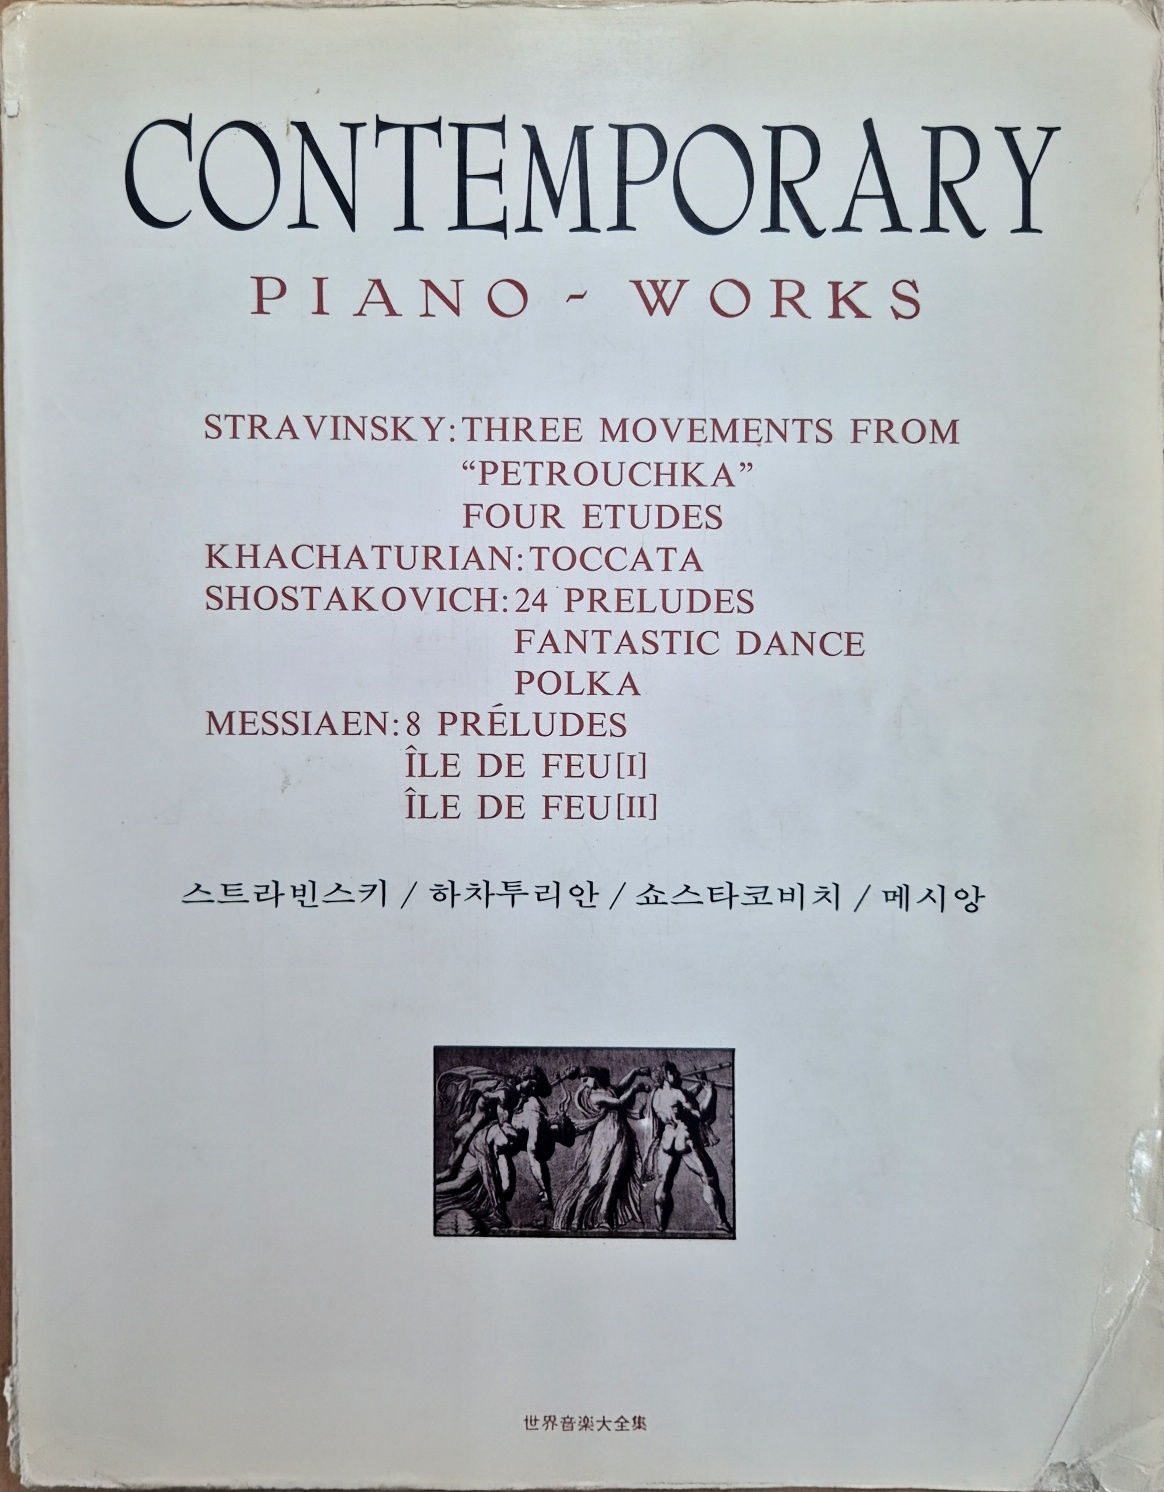 CONTEMPORARY
PIANO - WORKS
STRAVINSKY: THREE MOVEMENTS FROM
“PETROUCHKA”
FOUR ETUDES
KHACHATURIAN: TOCCATA
SHOSTAKOVICH: 24 PRELUDES
FANTASTIC DANCE
POLKA
MESSIAEN: 8 PRÉLUDES
ÎLE DE FEU[I]
ÎLE DE FEU[II]
스트라빈스키 / 하차투리안 / 쇼스타코비치 / 메시앙
世界音楽大全集